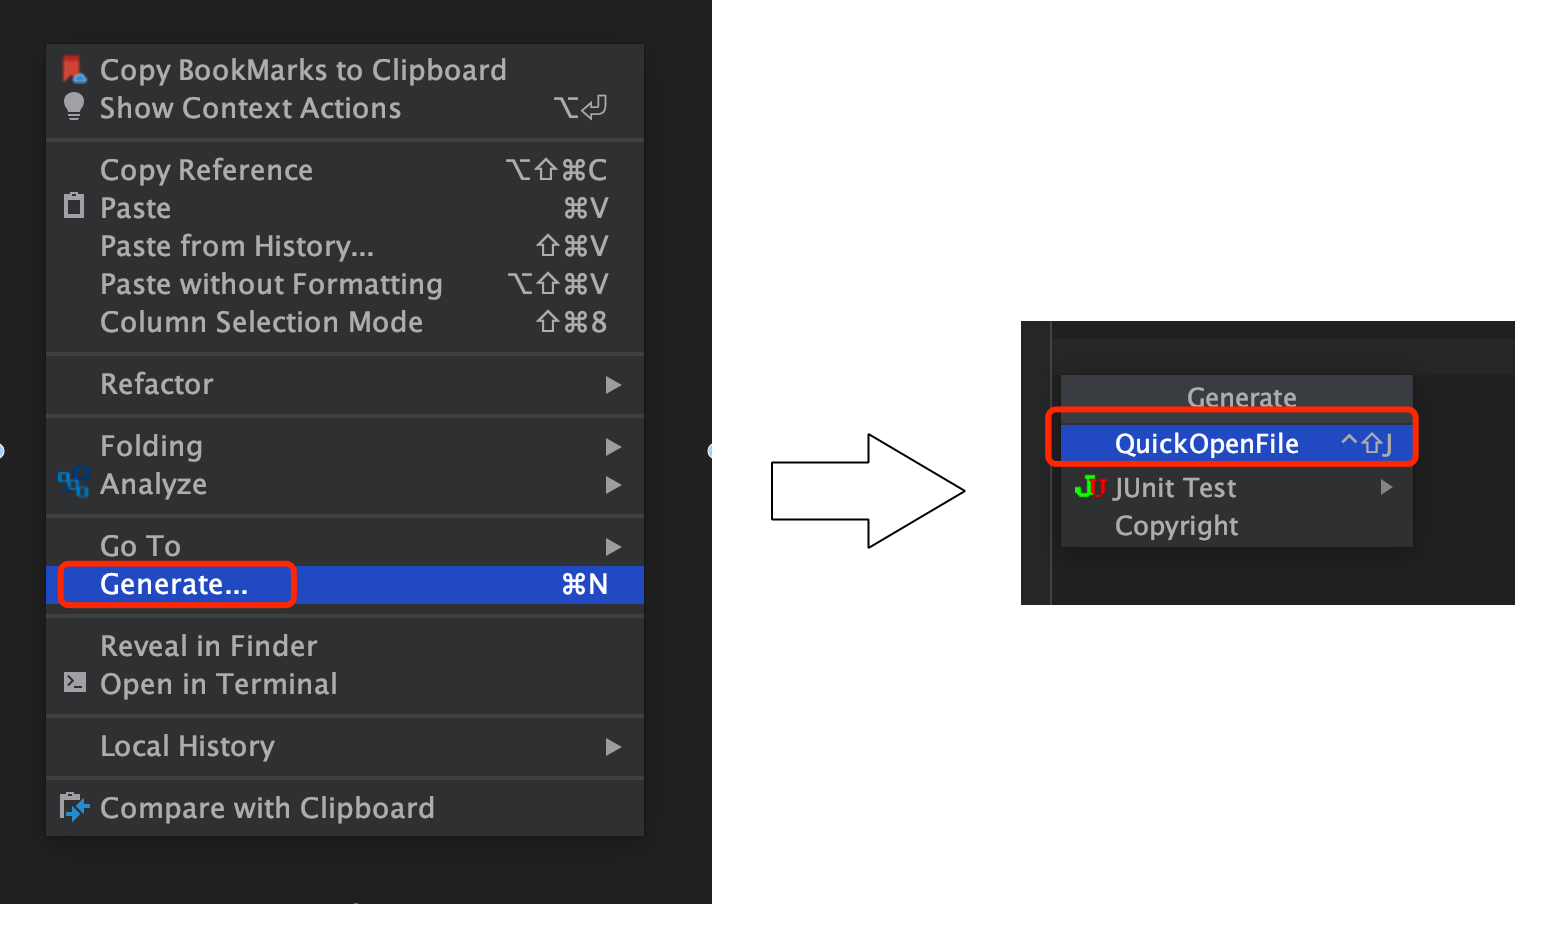 Copy BookMarks to Clipboard
Show Context Actions ⌥⏎
Copy Reference ⌥⇧⌘C
Paste ⌘V
Paste from History... ⇧⌘V
Paste without Formatting ⌥⇧⌘V
Column Selection Mode ⇧⌘8
Refactor
Folding
Analyze
Go To
Generate... ⌘N
Reveal in Finder
Open in Terminal
Local History
Compare with Clipboard
Generate
QuickOpenFile ^⇧J
JU JUnit Test
Copyright